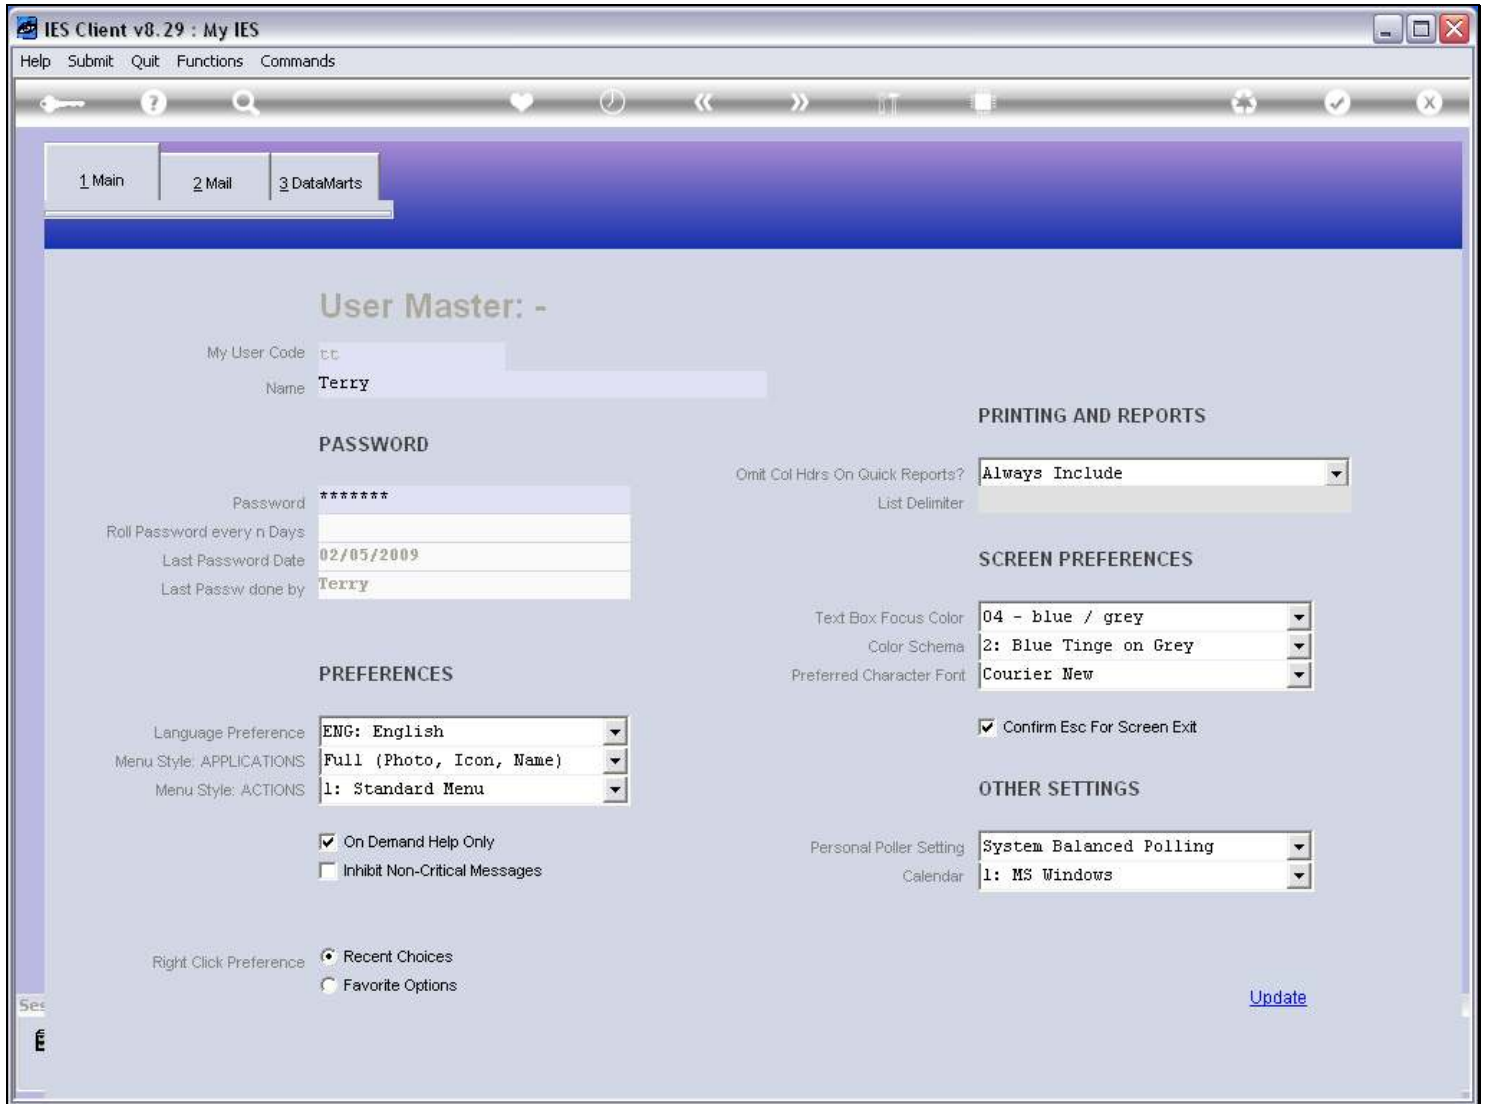 IES Client v8.29 : My IES
Help Submit Quit Functions Commands
1 Main
2 Mail
3 DataMarts
User Master: -
My User Code tt
Name Terry
PASSWORD
Password *******
Roll Password every n Days
Last Password Date 02/05/2009
Last Passw done by Terry
PREFERENCES
Language Preference ENG: English
Menu Style: APPLICATIONS Full (Photo, Icon, Name)
Menu Style: ACTIONS 1: Standard Menu
On Demand Help Only
Inhibit Non-Critical Messages
Right Click Preference Recent Choices
Favorite Options
PRINTING AND REPORTS
Omit Col Hdrs On Quick Reports? Always Include
List Delimiter
SCREEN PREFERENCES
Text Box Focus Color 04 - blue / grey
Color Schema 2: Blue Tinge on Grey
Preferred Character Font Courier New
Confirm Esc For Screen Exit
OTHER SETTINGS
Personal Poller Setting System Balanced Polling
Calendar 1: MS Windows
Update